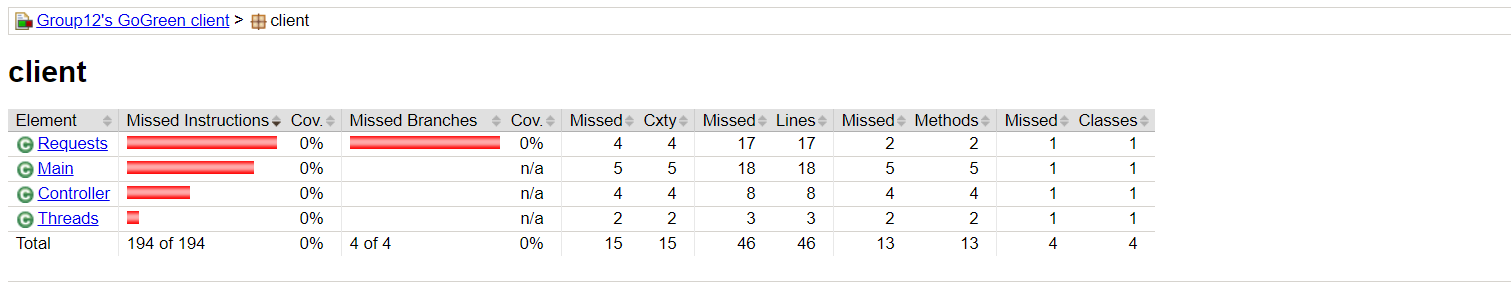 Group12's GoGreen client > client
client
Element Missed Instructions Cov. Missed Branches Cov. Missed Cxty Missed Lines Missed Methods Missed Classes
Requests 0% 0% 4 4 17 17 2 2 1 1
Main 0% n/a 5 5 18 18 5 5 1 1
Controller 0% n/a 4 4 8 8 4 4 1 1
Threads 0% n/a 2 2 3 3 2 2 1 1
Total 194 of 194 0% 4 of 4 0% 15 15 46 46 13 13 4 4